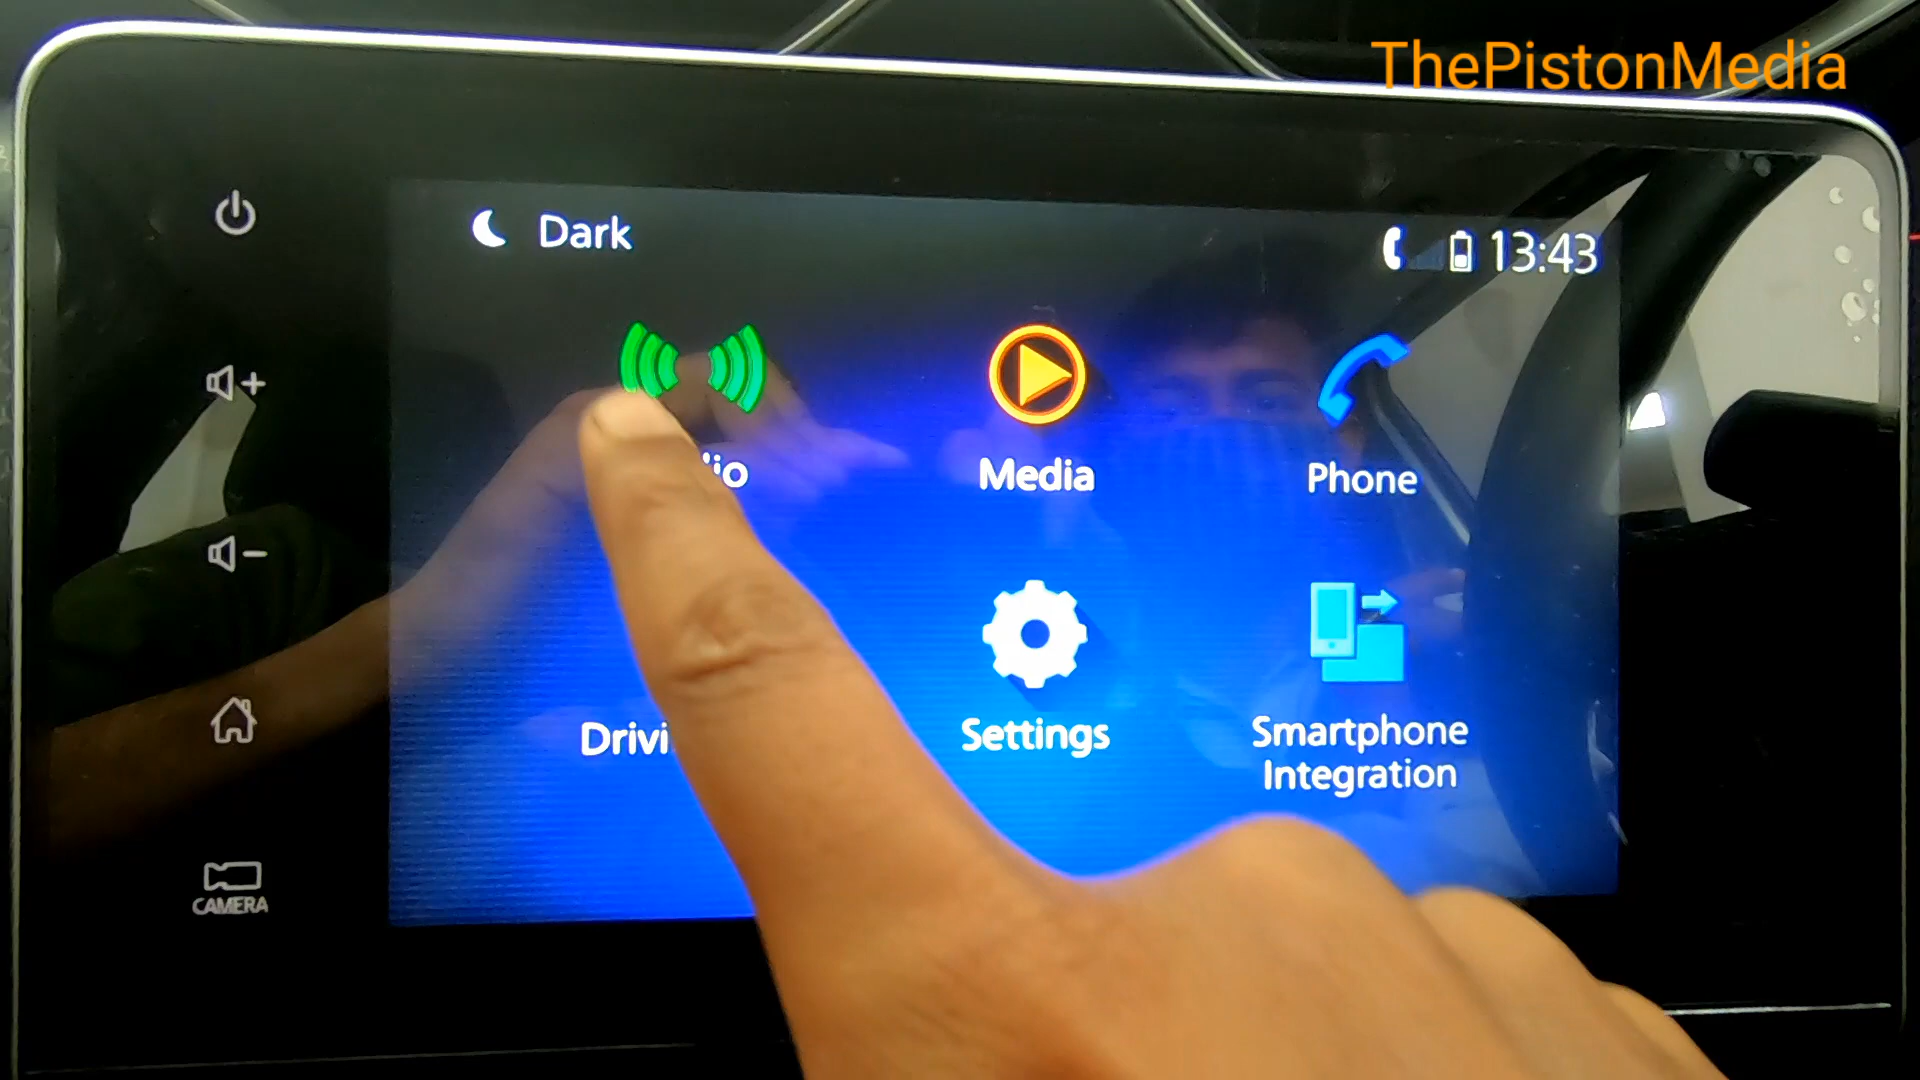 ThePistonMedia
Dark
13:43
Media
Phone
Settings
Smartphone
Integration
CAMERA